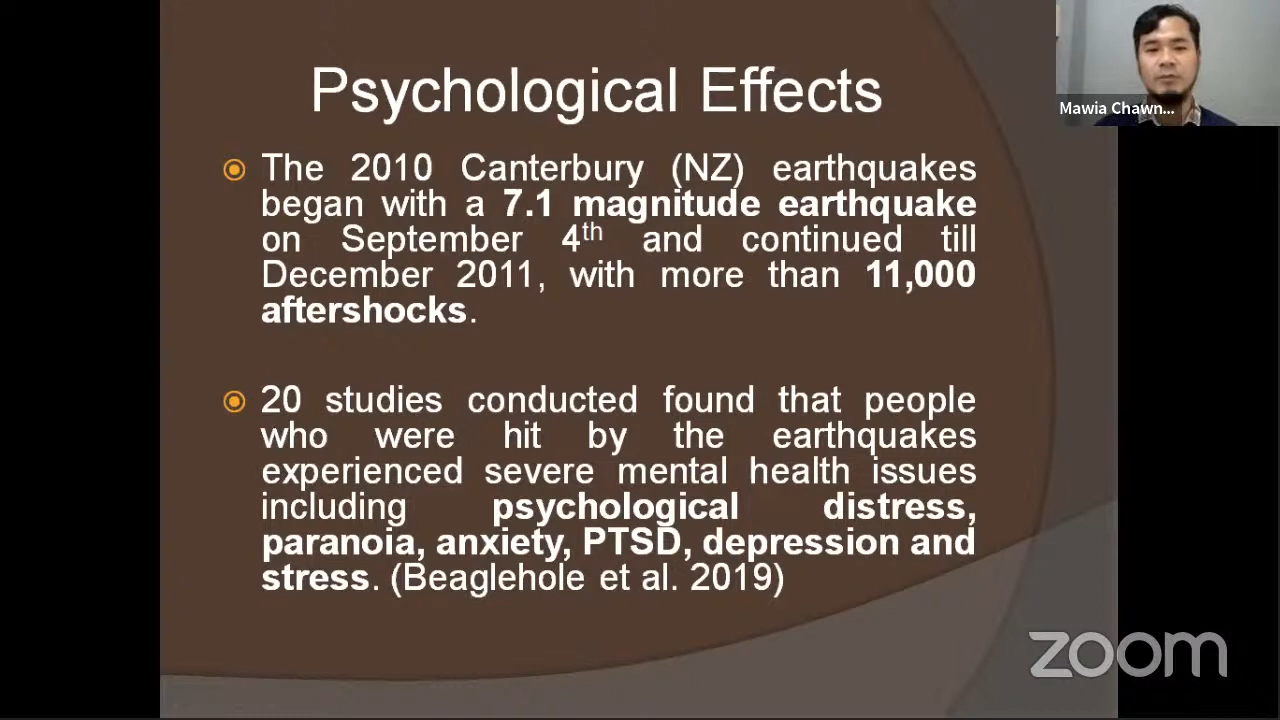 Psychological Effects
The 2010 Canterbury (NZ) earthquakes
began with a 7.1 magnitude earthquake
on September 4th and continued till
December 2011, with more than 11,000
aftershocks.
20 studies conducted found that people
who were hit by the earthquakes
experienced severe mental health issues
including psychological distress,
paranoia, anxiety, PTSD, depression and
stress. (Beaglehole et al. 2019)
Mawia Chawn...
zoom